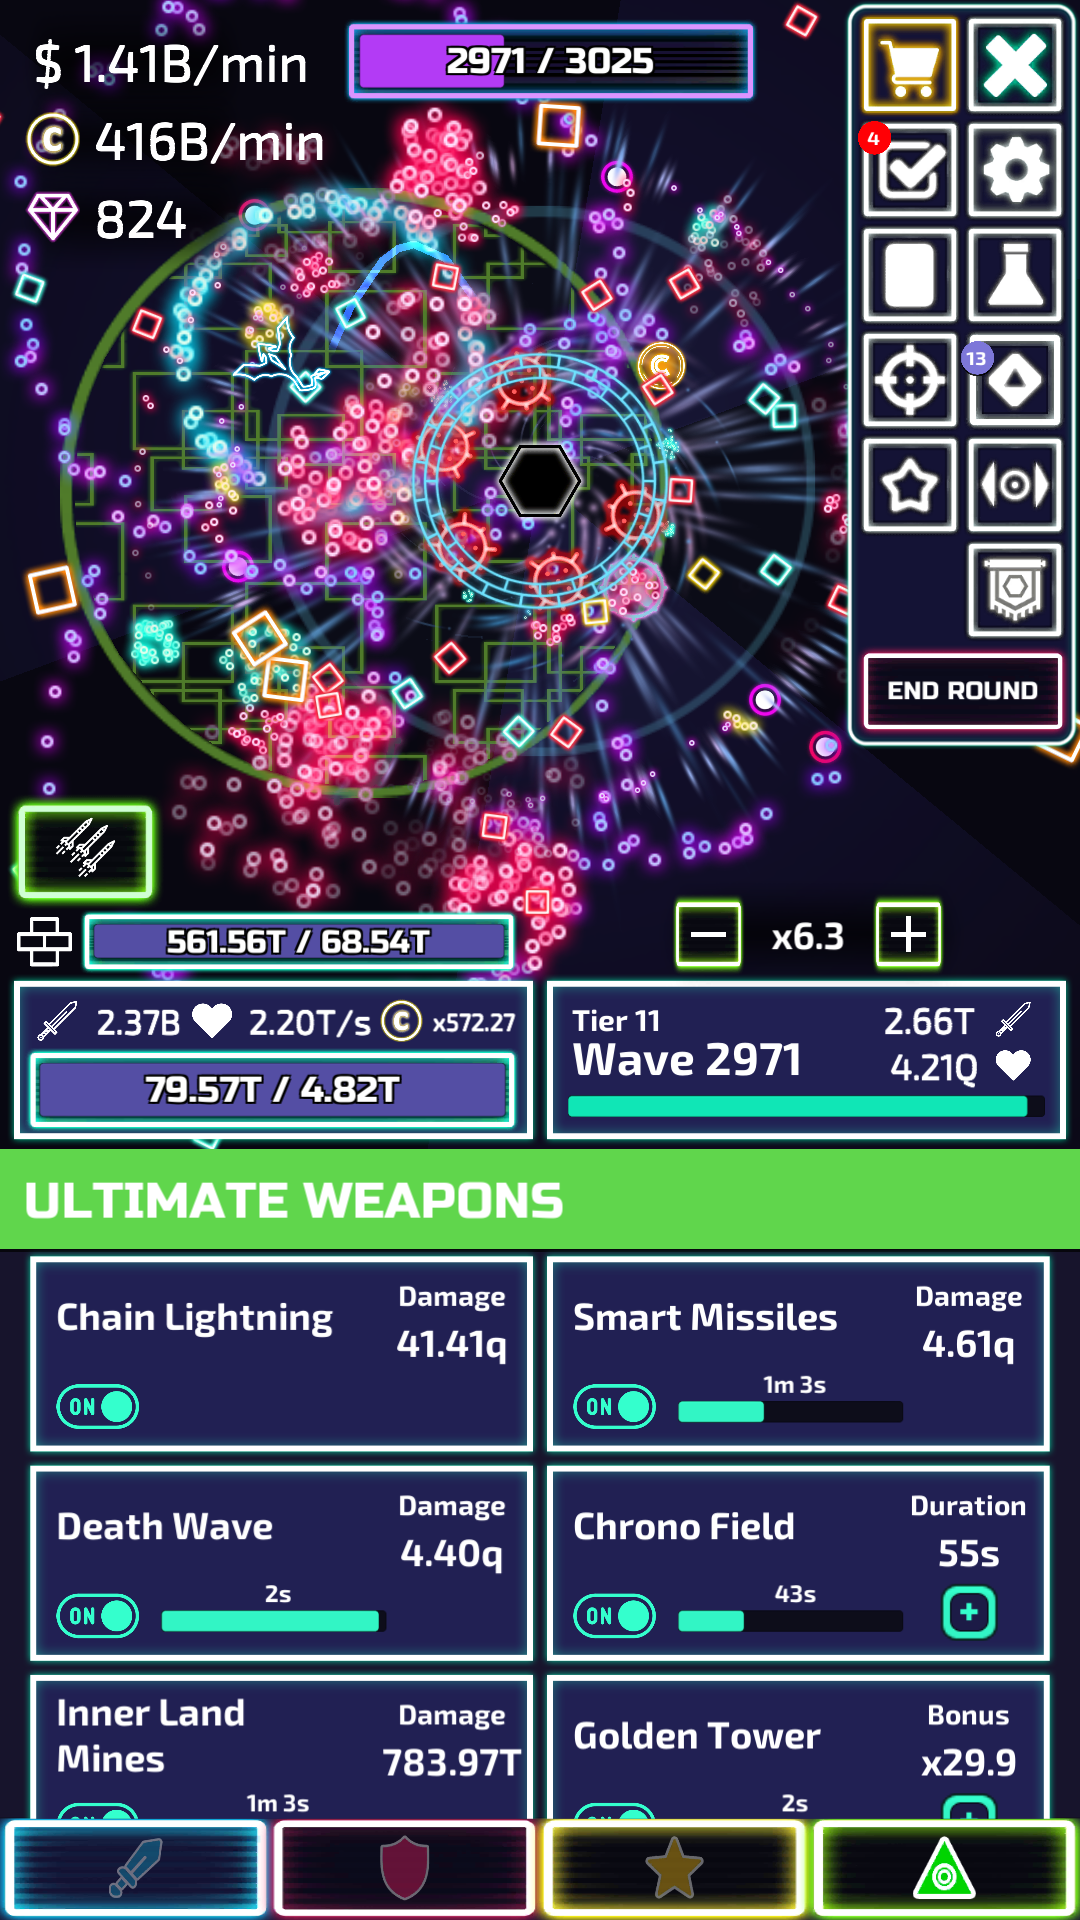 $ 1.41B/min
2971 / 3025
C 416B/min
824
4
13
C
END ROUND
561.56T / 68.54T
x6.3
2.37B 2.20T/s C x572.27
79.57T / 4.82T
Tier 11
Wave 2971
2.66T
4.21Q
ULTIMATE WEAPONS
Chain Lightning
Damage
41.41q
ON
Smart Missiles
Damage
4.61q
1m 3s
ON
Death Wave
Damage
4.40q
2s
ON
Chrono Field
Duration
55s
43s
ON
Inner Land
Mines
Damage
783.97T
1m 3s
ON
Golden Tower
Bonus
x29.9
2s
ON